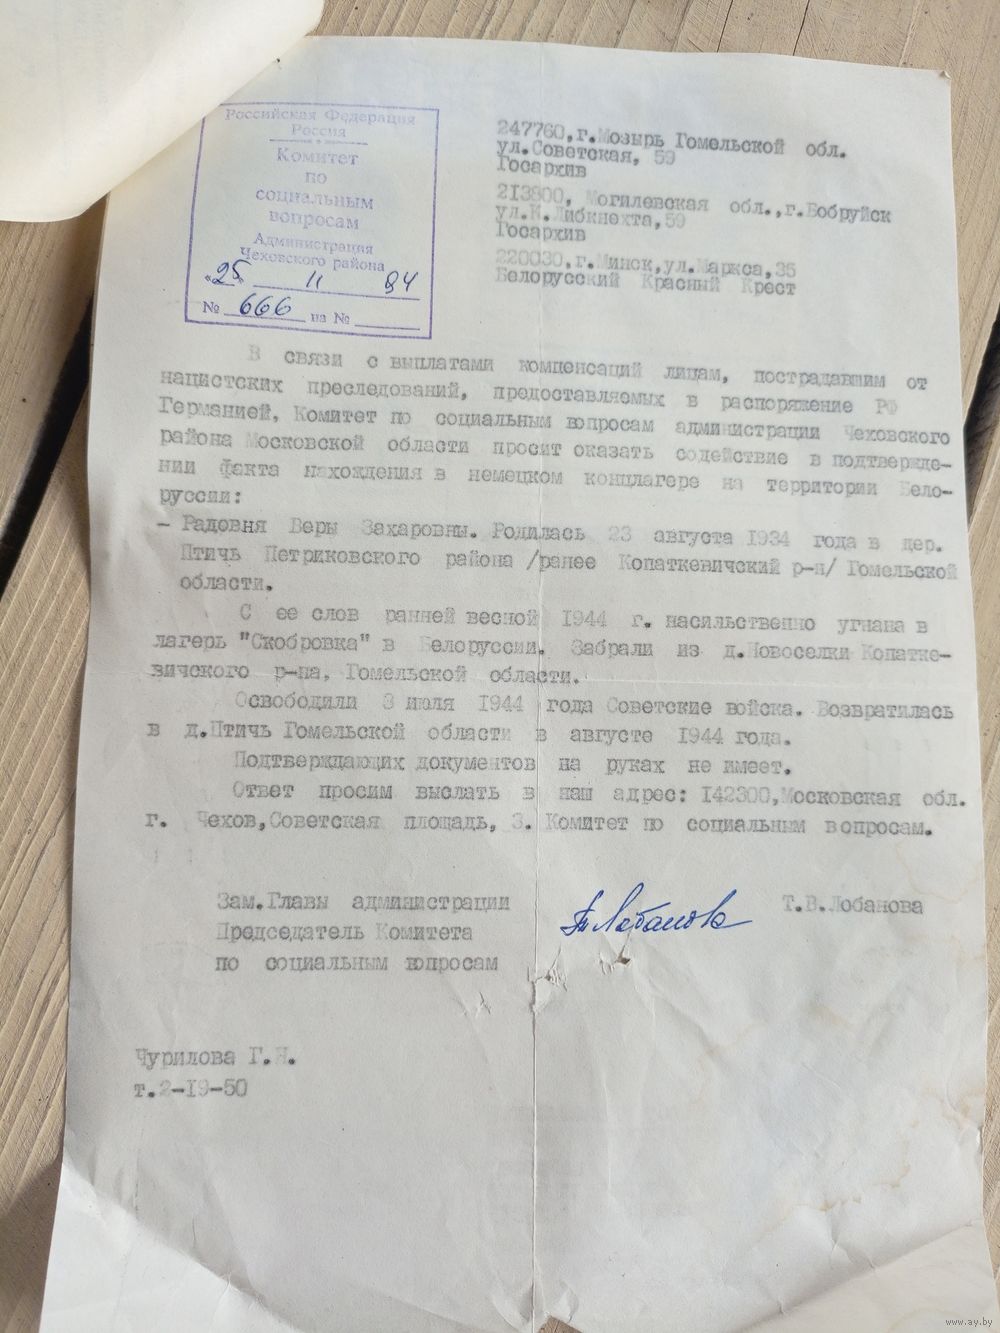 Российская Федерация
Россия
Комитет
по
социальным
вопросам
Администрация
Чеховского района
"25" 11 94
№ 666 на №
247760,г.Мозырь Гомельской обл.
ул.Советская, 59
Госархив
213800, Могилевская обл.,г.Бобруйск
ул.К.Либкнехта,59
Госархив
220030,г.Минск,ул.Маркса,35
Белорусский Красный Крест
В связи с выплатами компенсаций лицам, пострадавшим от
нацистских преследований, предоставляемых в распоряжение РФ
Германией, Комитет по социальным вопросам администрации Чеховского
района Московской области просит оказать содействие в подтвержде-
нии факта нахождения в немецком концлагере на территории Бело-
руссии:
- Радовня Веры Захаровны. Родилась 23 августа 1934 года в дер.
Птичь Петриковского района /ранее Копаткевичский р-н/ Гомельской
области.
С ее слов ранней весной 1944 г. насильственно угнана в
лагерь "Скобровка" в Белоруссии. Забрали из д.Новоселки Копатке-
вичского р-на, Гомельской области.
Освободили 3 июля 1944 года Советские войска. Возвратилась
в д.Птичь Гомельской области в августе 1944 года.
Подтверждающих документов на руках не имеет.
Ответ просим выслать в наш адрес: 142300,Московская обл.
г. Чехов,Советская площадь, 3. Комитет по социальным вопросам.
Зам.Главы администрации
Председатель Комитета
по социальным вопросам
Т Лобанова
Т.В.Лобанова
Чурилова Г.Н.
т.2-19-50
www.ay.by